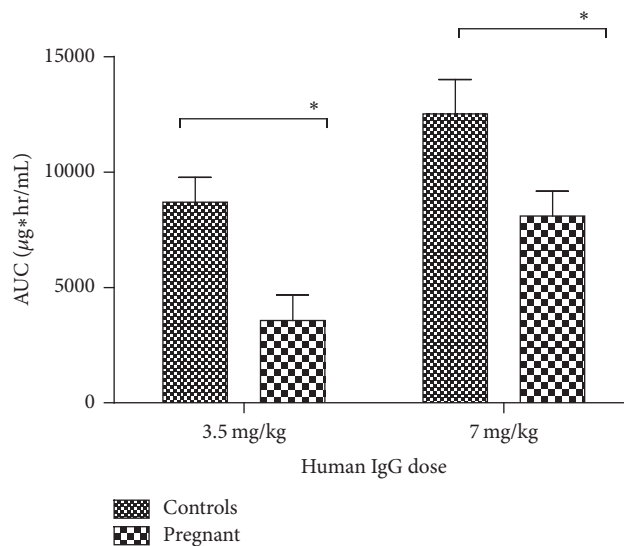 *
*
15000
10000
5000
0
AUC (μg*hr/mL)
3.5 mg/kg 7 mg/kg
Human IgG dose
Controls
Pregnant